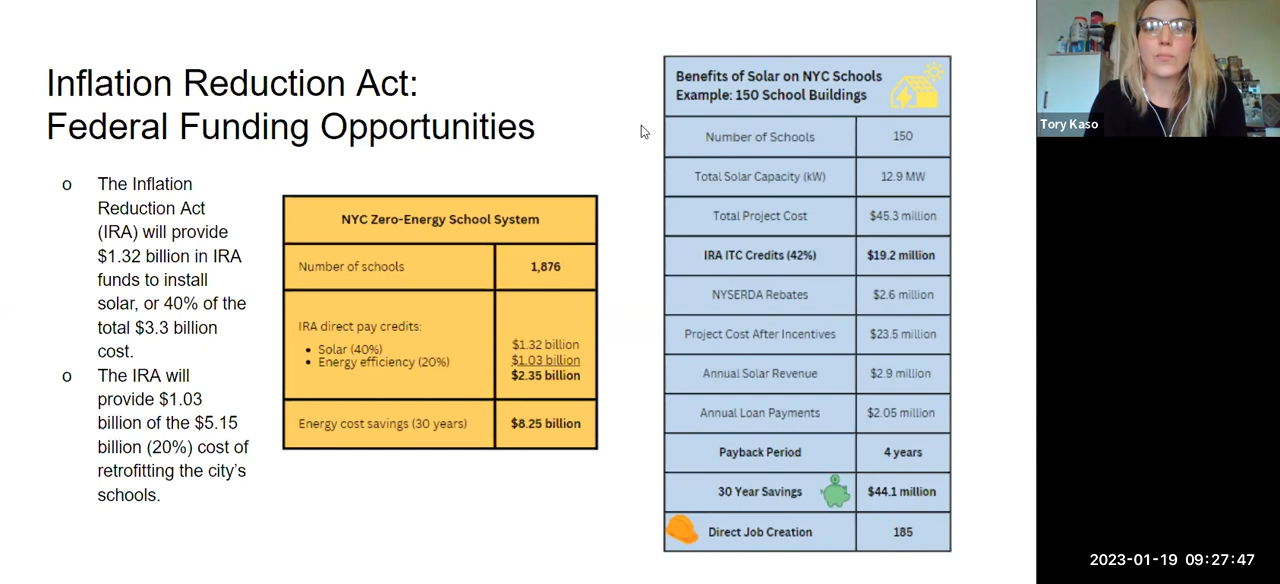 Inflation Reduction Act:
Federal Funding Opportunities
o The Inflation
Reduction Act
(IRA) will provide
$1.32 billion in IRA
funds to install
solar, or 40% of the
total $3.3 billion
cost.
o The IRA will
provide $1.03
billion of the $5.15
billion (20%) cost of
retrofitting the city's
schools.
NYC Zero-Energy School System
Number of schools 1,876
IRA direct pay credits:
• Solar (40%) $1.32 billion
• Energy efficiency (20%) $1.03 billion
$2.35 billion
Energy cost savings (30 years) $8.25 billion
Benefits of Solar on NYC Schools
Example: 150 School Buildings
Number of Schools 150
Total Solar Capacity (kW) 12.9 MW
Total Project Cost $45.3 million
IRA ITC Credits (42%) $19.2 million
NYSERDA Rebates $2.6 million
Project Cost After Incentives $23.5 million
Annual Solar Revenue $2.9 million
Annual Loan Payments $2.05 million
Payback Period 4 years
30 Year Savings $44.1 million
Direct Job Creation 185
Tory Kaso
2023-01-19 09:27:47